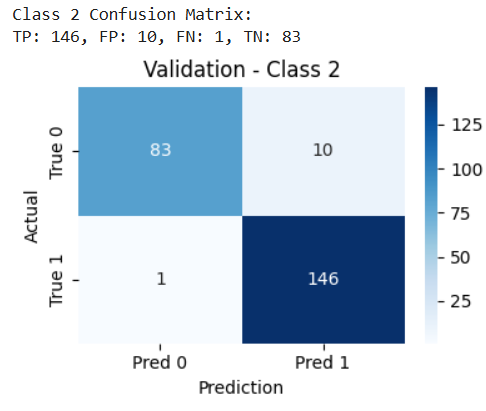 Class 2 Confusion Matrix:
TP: 146, FP: 10, FN: 1, TN: 83
Validation - Class 2
True 0
83
10
125
100
Actual
75
True 1
1
146
50
25
Pred 0
Pred 1
Prediction